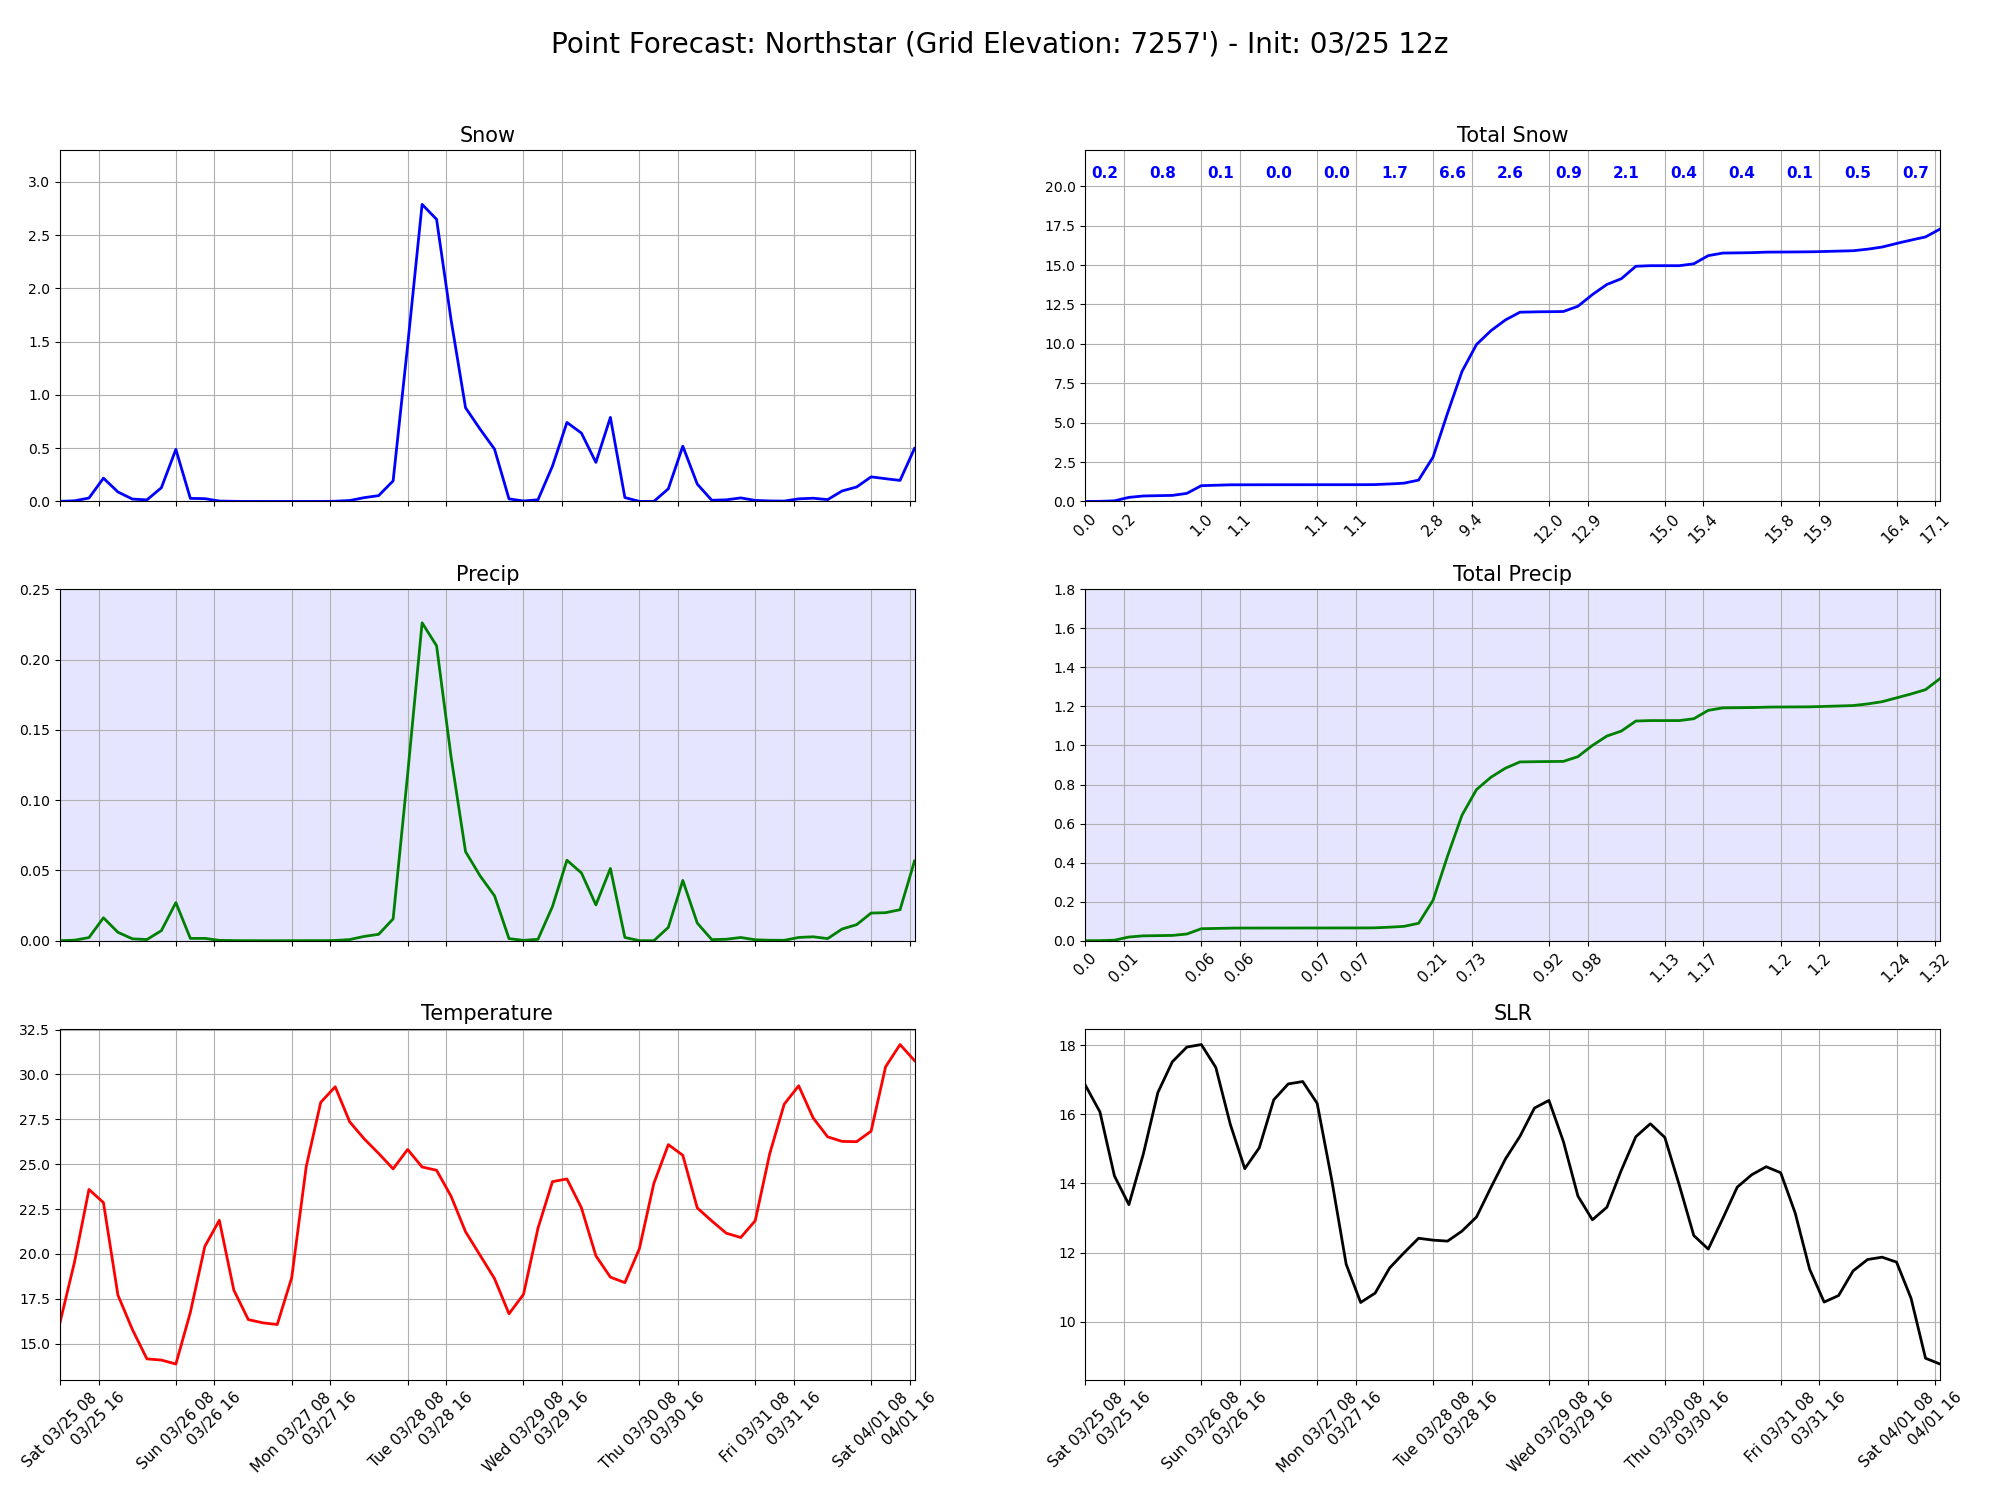 Point Forecast: Northstar (Grid Elevation: 7257') - Init: 03/25 12z
Snow
3.0
2.5
2.0
1.5
1.0
0.5
0.0
Total Snow
0.2 0.8 0.1 0.0 0.0 1.7 6.6 2.6 0.9 2.1 0.4 0.4 0.1 0.5 0.7
20.0
17.5
15.0
12.5
10.0
7.5
5.0
2.5
0.0
0.0 0.2 1.0 1.1 1.1 1.1 2.8 9.4 12.0 12.9 15.0 15.4 15.8 15.9 16.4 17.1
Precip
0.25
0.20
0.15
0.10
0.05
0.00
Total Precip
1.8
1.6
1.4
1.2
1.0
0.8
0.6
0.4
0.2
0.0
0.0 0.01 0.06 0.06 0.07 0.07 0.21 0.73 0.92 0.98 1.13 1.17 1.2 1.2 1.24 1.32
Temperature
32.5
30.0
27.5
25.0
22.5
20.0
17.5
15.0
Sat 03/25 08
03/25 16
Sun 03/26 08
03/26 16
Mon 03/27 08
03/27 16
Tue 03/28 08
03/28 16
Wed 03/29 08
03/29 16
Thu 03/30 08
03/30 16
Fri 03/31 08
03/31 16
Sat 04/01 08
04/01 16
SLR
18
16
14
12
10
Sat 03/25 08
03/25 16
Sun 03/26 08
03/26 16
Mon 03/27 08
03/27 16
Tue 03/28 08
03/28 16
Wed 03/29 08
03/29 16
Thu 03/30 08
03/30 16
Fri 03/31 08
03/31 16
Sat 04/01 08
04/01 16